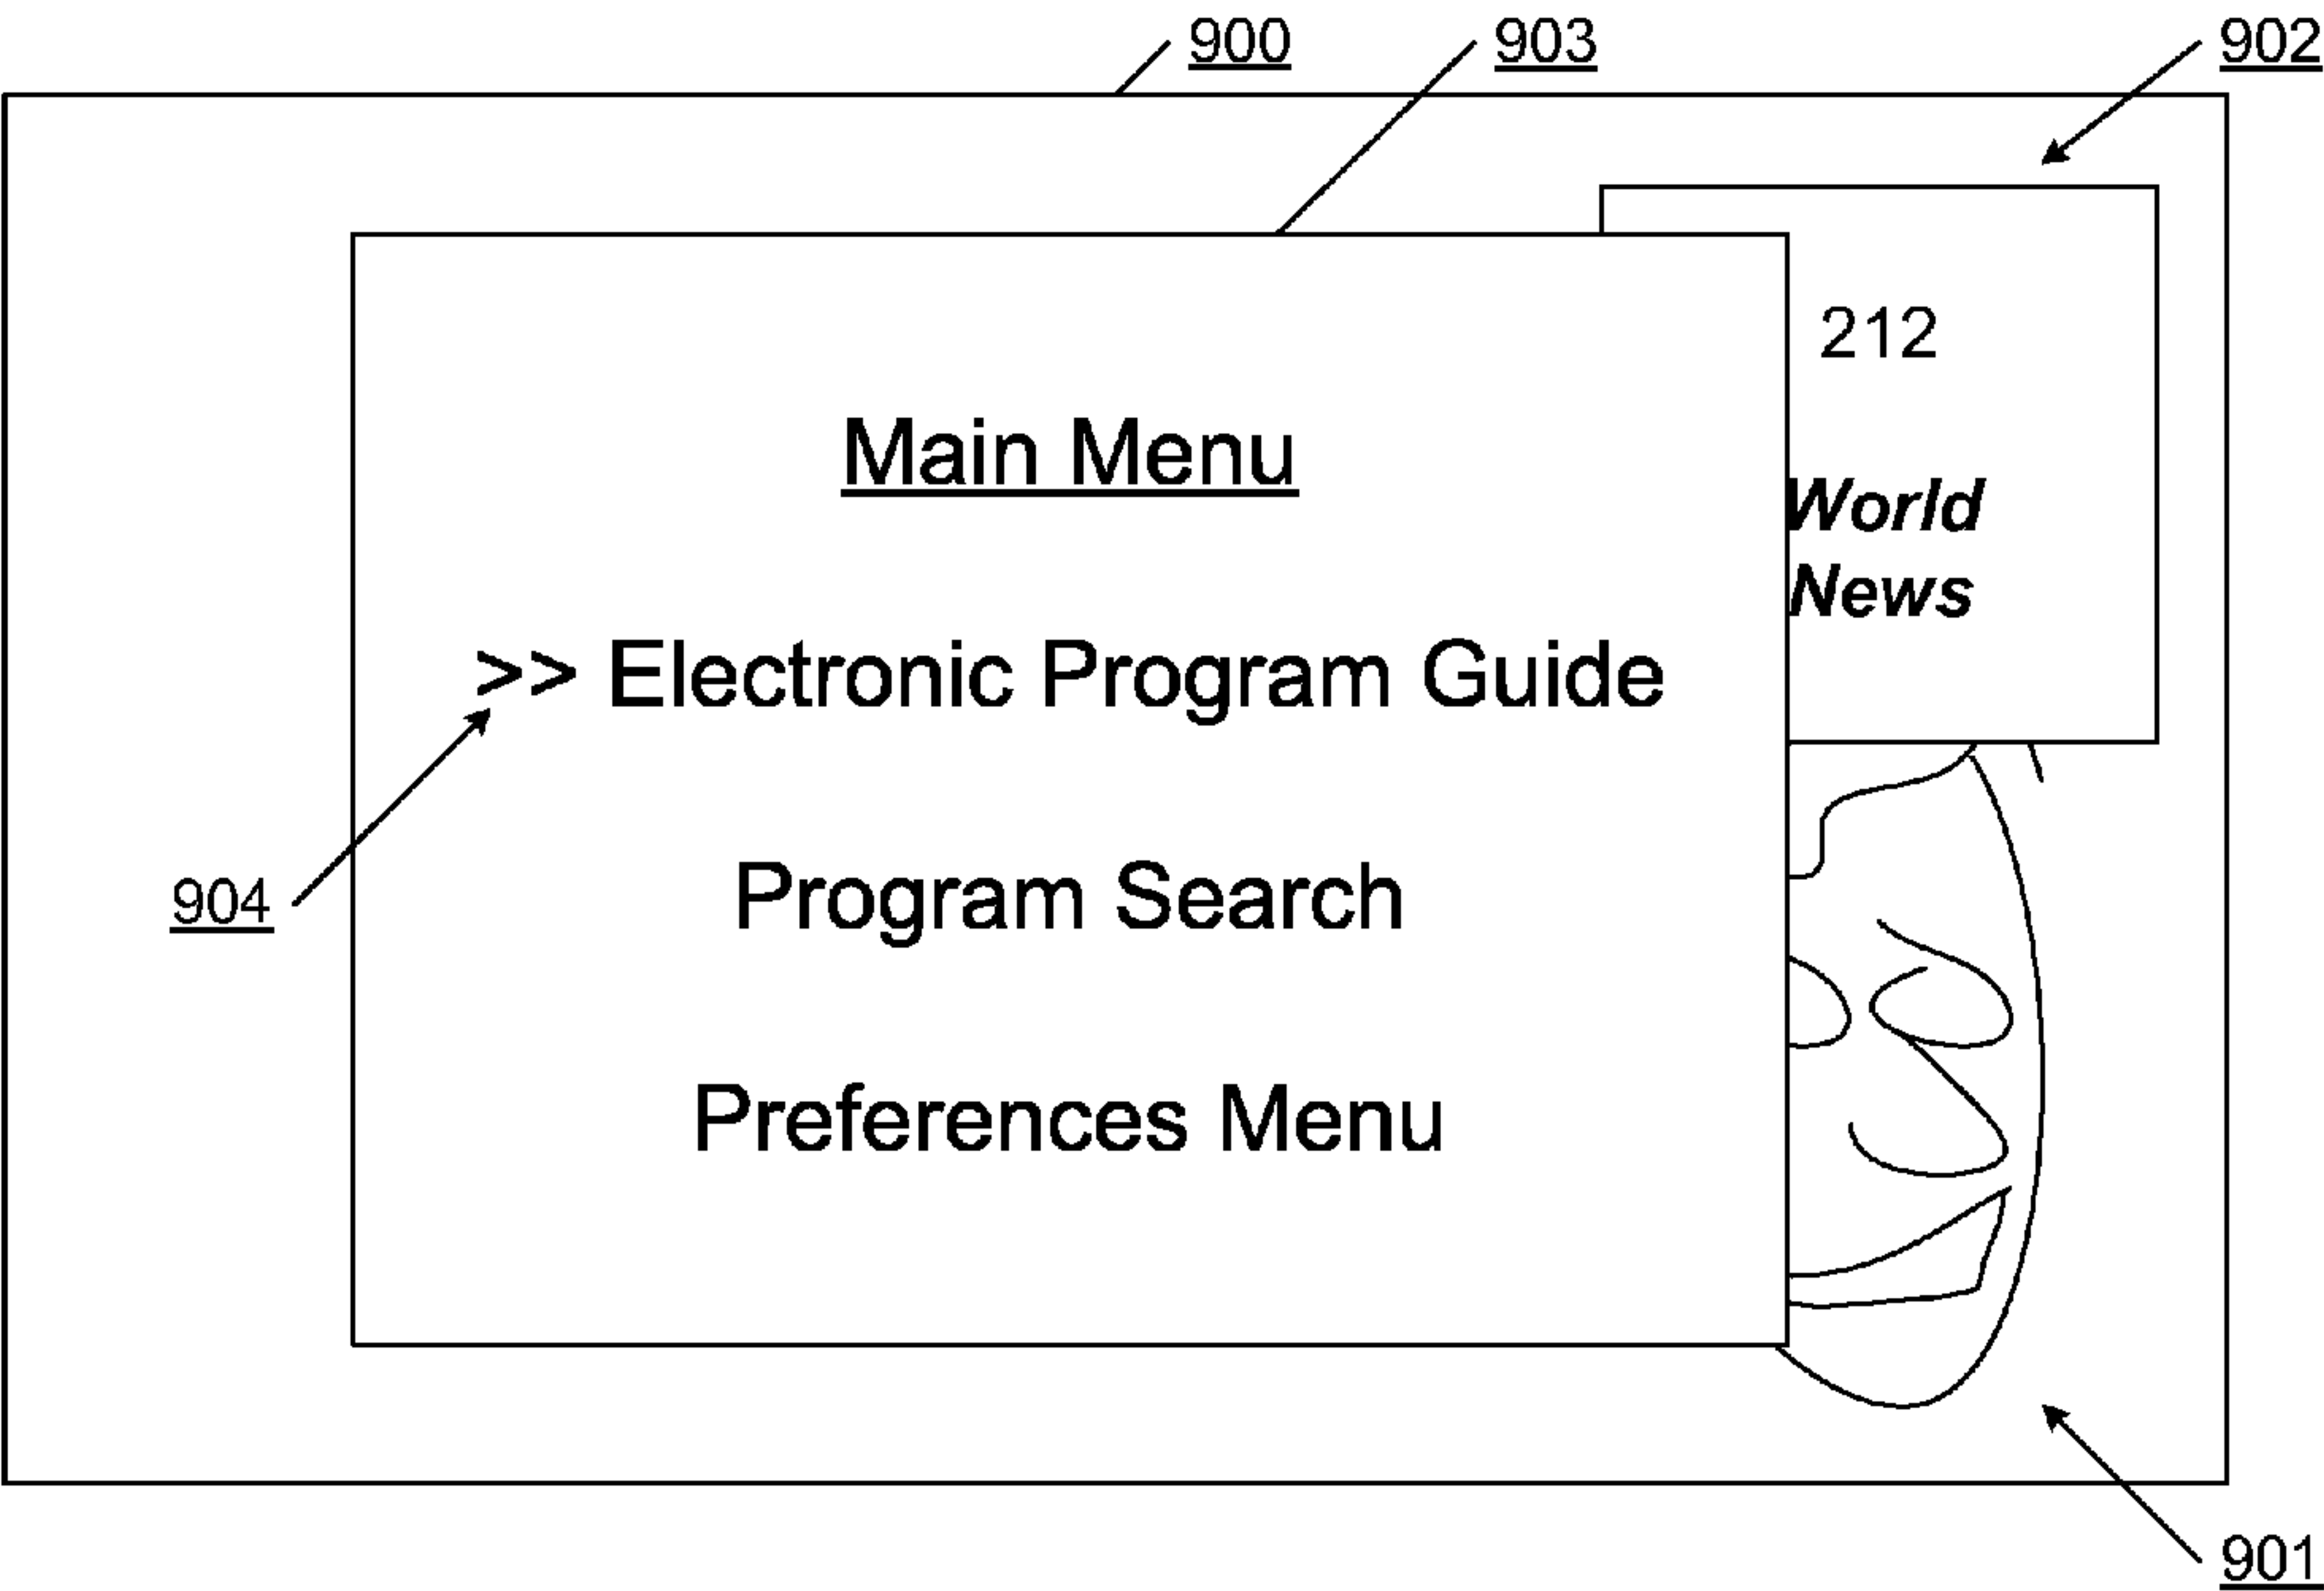 900
903
902
212
Main Menu
World
News
>> Electronic Program Guide
904
Program Search
Preferences Menu
901